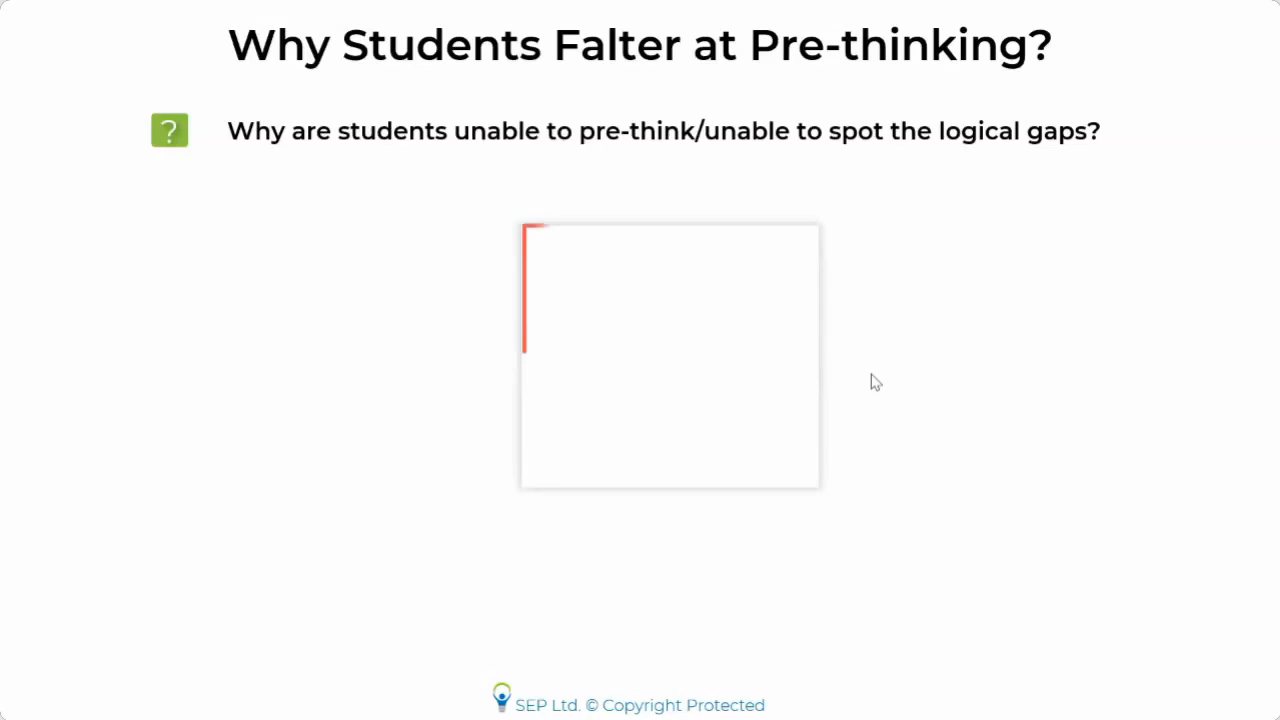 Why Students Falter at Pre-thinking?
? Why are students unable to pre-think/unable to spot the logical gaps?
SEP Ltd. © Copyright Protected